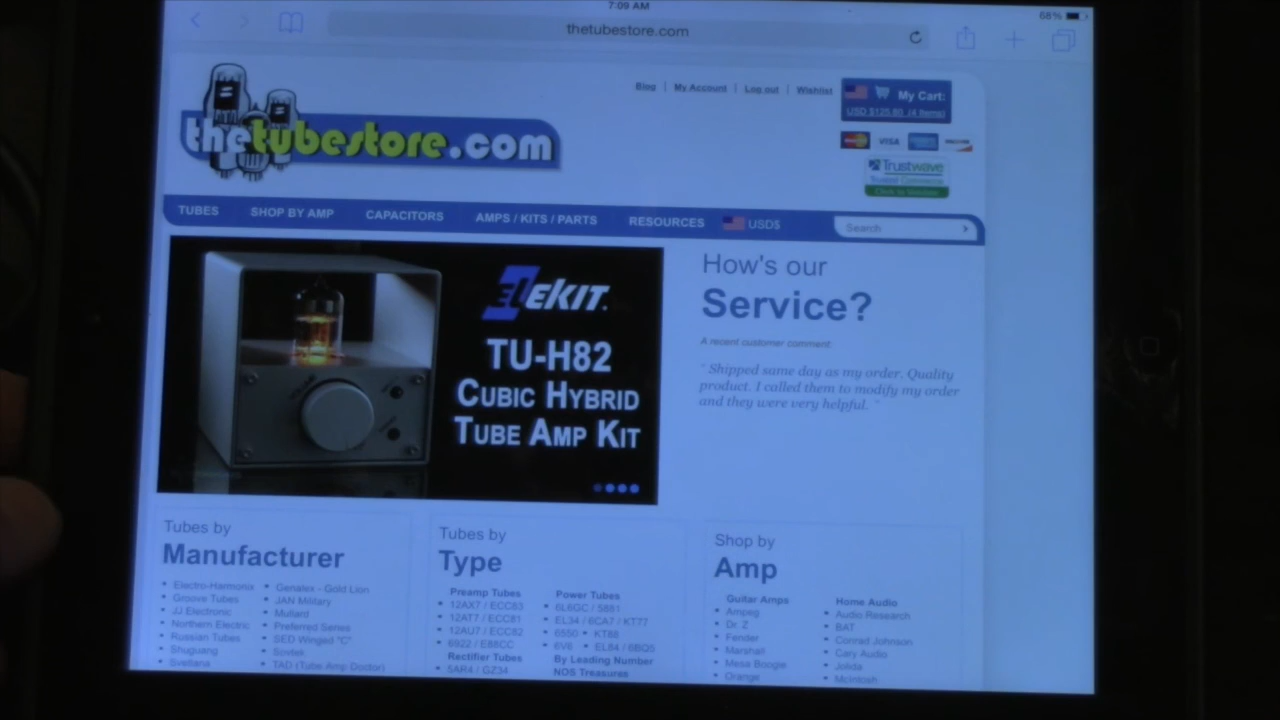 7:09 AM
68%
thetubestore.com
Blog | My Account | Log out | Wishlist
My Cart:
USD $125.80 (4 Items)
thetubestore.com
VISA
Trustwave
Trusted Commerce
Click to Validate
TUBES SHOP BY AMP CAPACITORS AMPS / KITS / PARTS RESOURCES USD$ Search
ELEKIT
TU-H82
CUBIC HYBRID
TUBE AMP KIT
How's our
Service?
A recent customer comment:
" Shipped same day as my order. Quality
product. I called them to modify my order
and they were very helpful. "
Tubes by
Manufacturer
Electro-Harmonix
Groove Tubes
JJ Electronic
Northern Electric
Russian Tubes
Shuguang
Svetlana
Genalex - Gold Lion
JAN Military
Mullard
Preferred Series
SED Winged "C"
Sovtek
TAD (Tube Amp Doctor)
Tubes by
Type
Preamp Tubes
12AX7 / ECC83
12AT7 / ECC81
12AU7 / ECC82
6922 / E88CC
Rectifier Tubes
5AR4 / GZ34
Power Tubes
6L6GC / 5881
EL34 / 6CA7 / KT77
6550 • KT88
6V6 • EL84 / 6BQ5
By Leading Number
NOS Treasures
Shop by
Amp
Guitar Amps
Ampeg
Dr. Z
Fender
Marshall
Mesa Boogie
Orange
Home Audio
Audio Research
BAT
Conrad Johnson
Cary Audio
Jolida
McIntosh